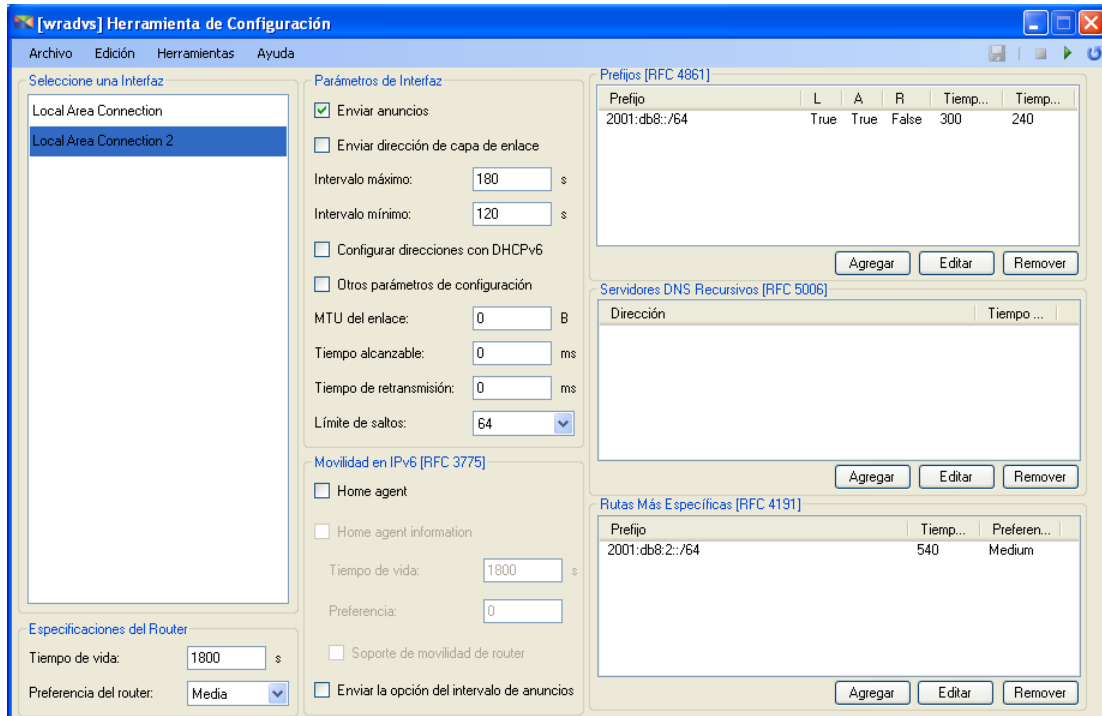 [wradvs] Herramienta de Configuración
Archivo Edición Herramientas Ayuda
Seleccione una Interfaz
Local Area Connection
Local Area Connection 2
Especificaciones del Router
Tiempo de vida: 1800 s
Preferencia del router: Media
Parámetros de Interfaz
Enviar anuncios
Enviar dirección de capa de enlace
Intervalo máximo: 180 s
Intervalo mínimo: 120 s
Configurar direcciones con DHCPv6
Otros parámetros de configuración
MTU del enlace: 0 B
Tiempo alcanzable: 0 ms
Tiempo de retransmisión: 0 ms
Límite de saltos: 64
Movilidad en IPv6 [RFC 3775]
Home agent
Home agent information
Tiempo de vida: 1800 s
Preferencia: 0
Soporte de movilidad de router
Enviar la opción del intervalo de anuncios
Prefijos [RFC 4861]
Prefijo L A R Tiemp... Tiemp...
2001:db8::/64 True True False 300 240
Agregar Editar Remover
Servidores DNS Recursivos [RFC 5006]
Dirección Tiempo ...
Agregar Editar Remover
Rutas Más Específicas [RFC 4191]
Prefijo Tiemp... Preferen...
2001:db8:2::/64 540 Medium
Agregar Editar Remover